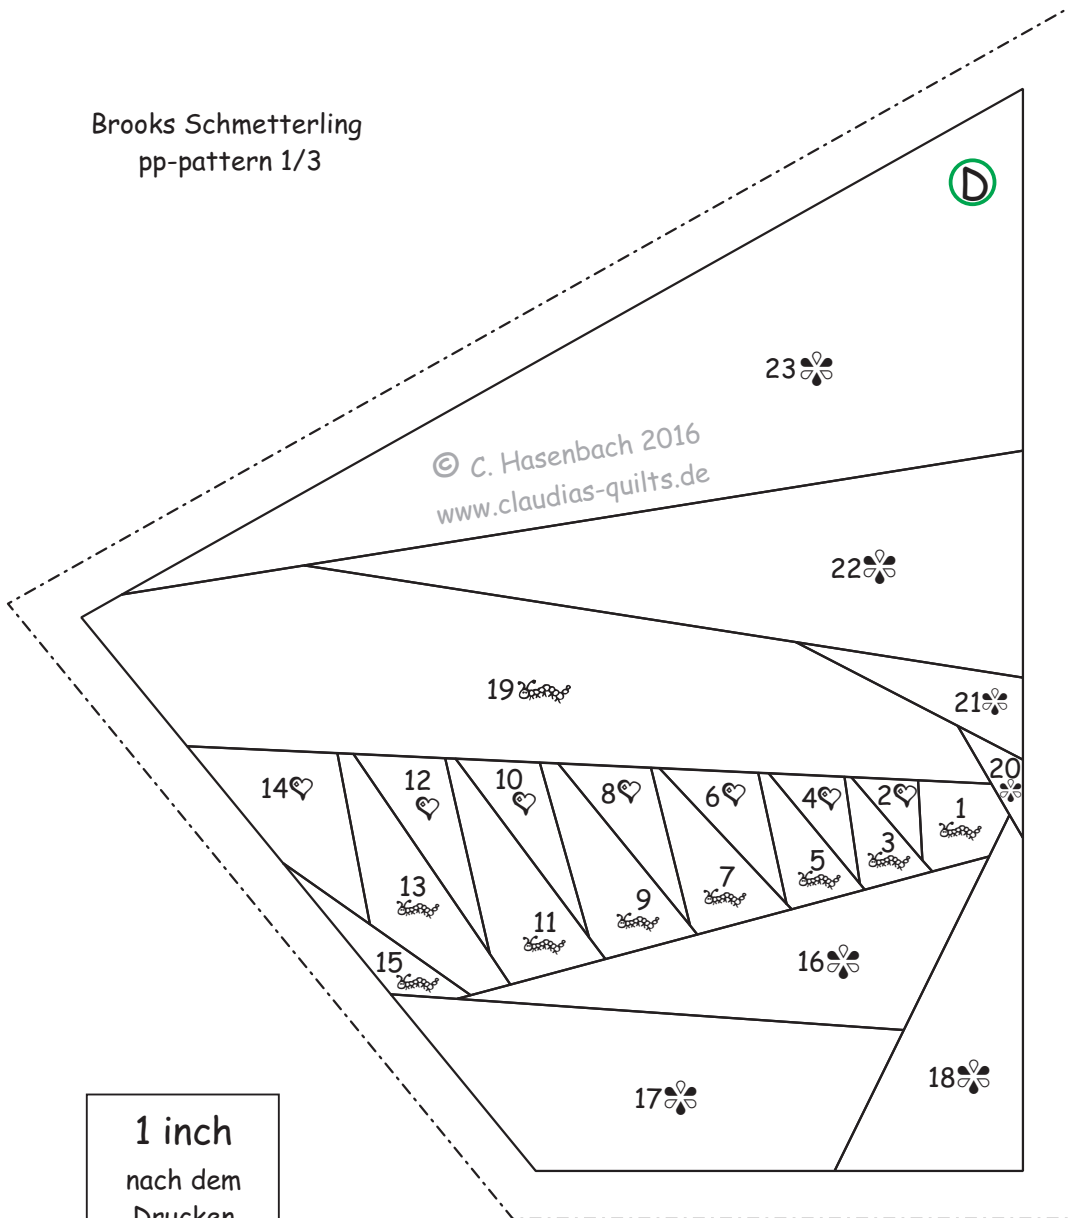 Brooks Schmetterling
pp-pattern 1/3
D
23
© C. Hasenbach 2016
www.claudias-quilts.de
22
19
21
20
14
12
10
8
6
4
2
1
3
5
7
9
11
13
15
16
17
18
1 inch
nach dem
Drucken